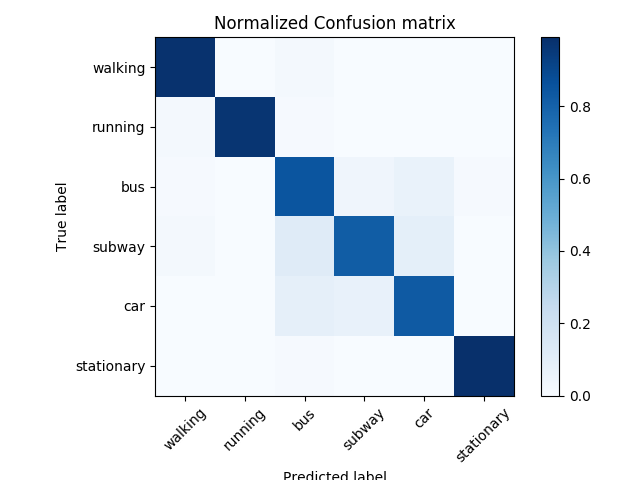 Normalized Confusion matrix
True label
walking
running
bus
subway
car
stationary
walking
running
bus
subway
car
stationary
Predicted label
0.8
0.6
0.4
0.2
0.0